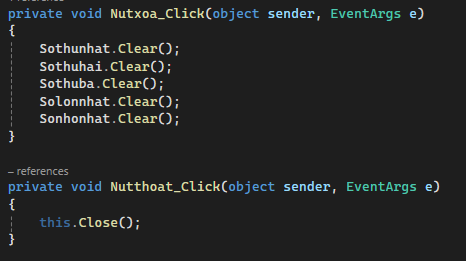 private void Nutxoa_Click(object sender, EventArgs e)
{
Sothunhat.Clear();
Sothuhai.Clear();
Sothuba.Clear();
Solonnhat.Clear();
Sonhonhat.Clear();
}
– references
private void Nutthoat_Click(object sender, EventArgs e)
{
this.Close();
}